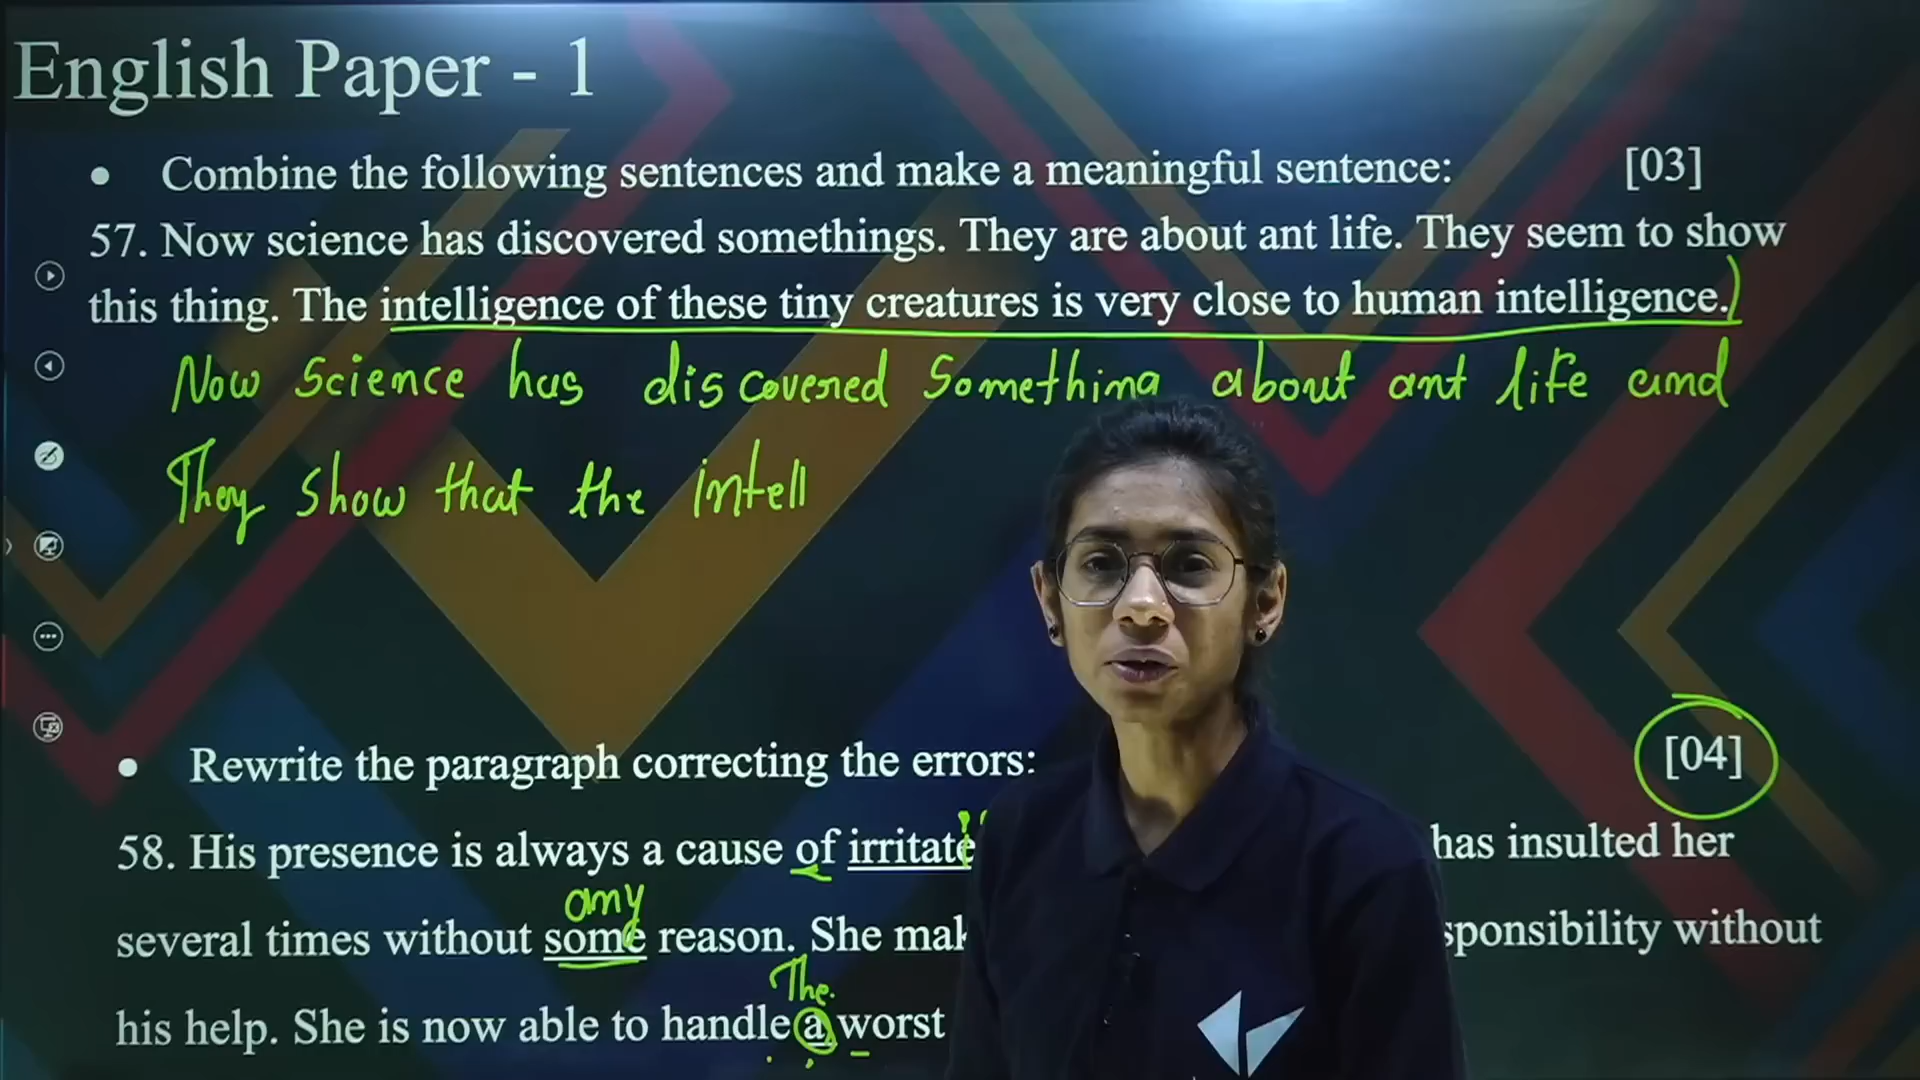 English Paper - 1
• Combine the following sentences and make a meaningful sentence: [03]
57. Now science has discovered somethings. They are about ant life. They seem to show
this thing. The intelligence of these tiny creatures is very close to human intelligence.)
Now Science has discovered Something about ant life and
They show that the intell
• Rewrite the paragraph correcting the errors: [04]
58. His presence is always a cause of irritate has insulted her
any
several times without some reason. She mak sponsibility without
The.
his help. She is now able to handle a worst